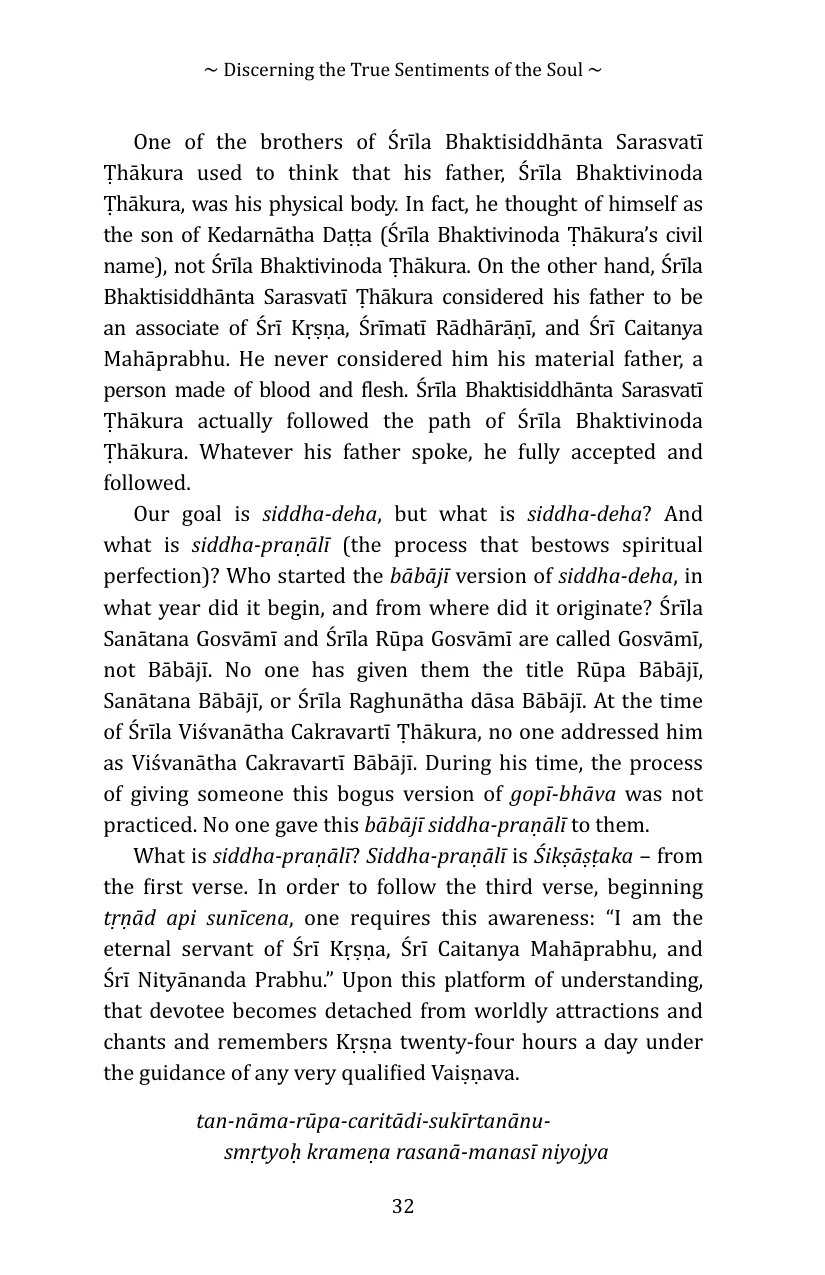 ~ Discerning the True Sentiments of the Soul ~
One of the brothers of Śrīla Bhaktisiddhānta Sarasvatī
Ṭhākura used to think that his father, Śrīla Bhaktivinoda
Ṭhākura, was his physical body. In fact, he thought of himself as
the son of Kedarnātha Daṭṭa (Śrīla Bhaktivinoda Ṭhākura’s civil
name), not Śrīla Bhaktivinoda Ṭhākura. On the other hand, Śrīla
Bhaktisiddhānta Sarasvatī Ṭhākura considered his father to be
an associate of Śrī Kṛṣṇa, Śrīmatī Rādhārāṇī, and Śrī Caitanya
Mahāprabhu. He never considered him his material father, a
person made of blood and flesh. Śrīla Bhaktisiddhānta Sarasvatī
Ṭhākura actually followed the path of Śrīla Bhaktivinoda
Ṭhākura. Whatever his father spoke, he fully accepted and
followed.
Our goal is siddha-deha, but what is siddha-deha? And
what is siddha-praṇālī (the process that bestows spiritual
perfection)? Who started the bābājī version of siddha-deha, in
what year did it begin, and from where did it originate? Śrīla
Sanātana Gosvāmī and Śrīla Rūpa Gosvāmī are called Gosvāmī,
not Bābājī. No one has given them the title Rūpa Bābājī,
Sanātana Bābājī, or Śrīla Raghunātha dāsa Bābājī. At the time
of Śrīla Viśvanātha Cakravartī Ṭhākura, no one addressed him
as Viśvanātha Cakravartī Bābājī. During his time, the process
of giving someone this bogus version of gopī-bhāva was not
practiced. No one gave this bābājī siddha-praṇālī to them.
What is siddha-praṇālī? Siddha-praṇālī is Śikṣāṣṭaka – from
the first verse. In order to follow the third verse, beginning
tṛṇād api sunīcena, one requires this awareness: “I am the
eternal servant of Śrī Kṛṣṇa, Śrī Caitanya Mahāprabhu, and
Śrī Nityānanda Prabhu.” Upon this platform of understanding,
that devotee becomes detached from worldly attractions and
chants and remembers Kṛṣṇa twenty-four hours a day under
the guidance of any very qualified Vaiṣṇava.
tan-nāma-rūpa-caritādi-sukīrtanānu-
smṛtyoḥ krameṇa rasanā-manasī niyojya
32